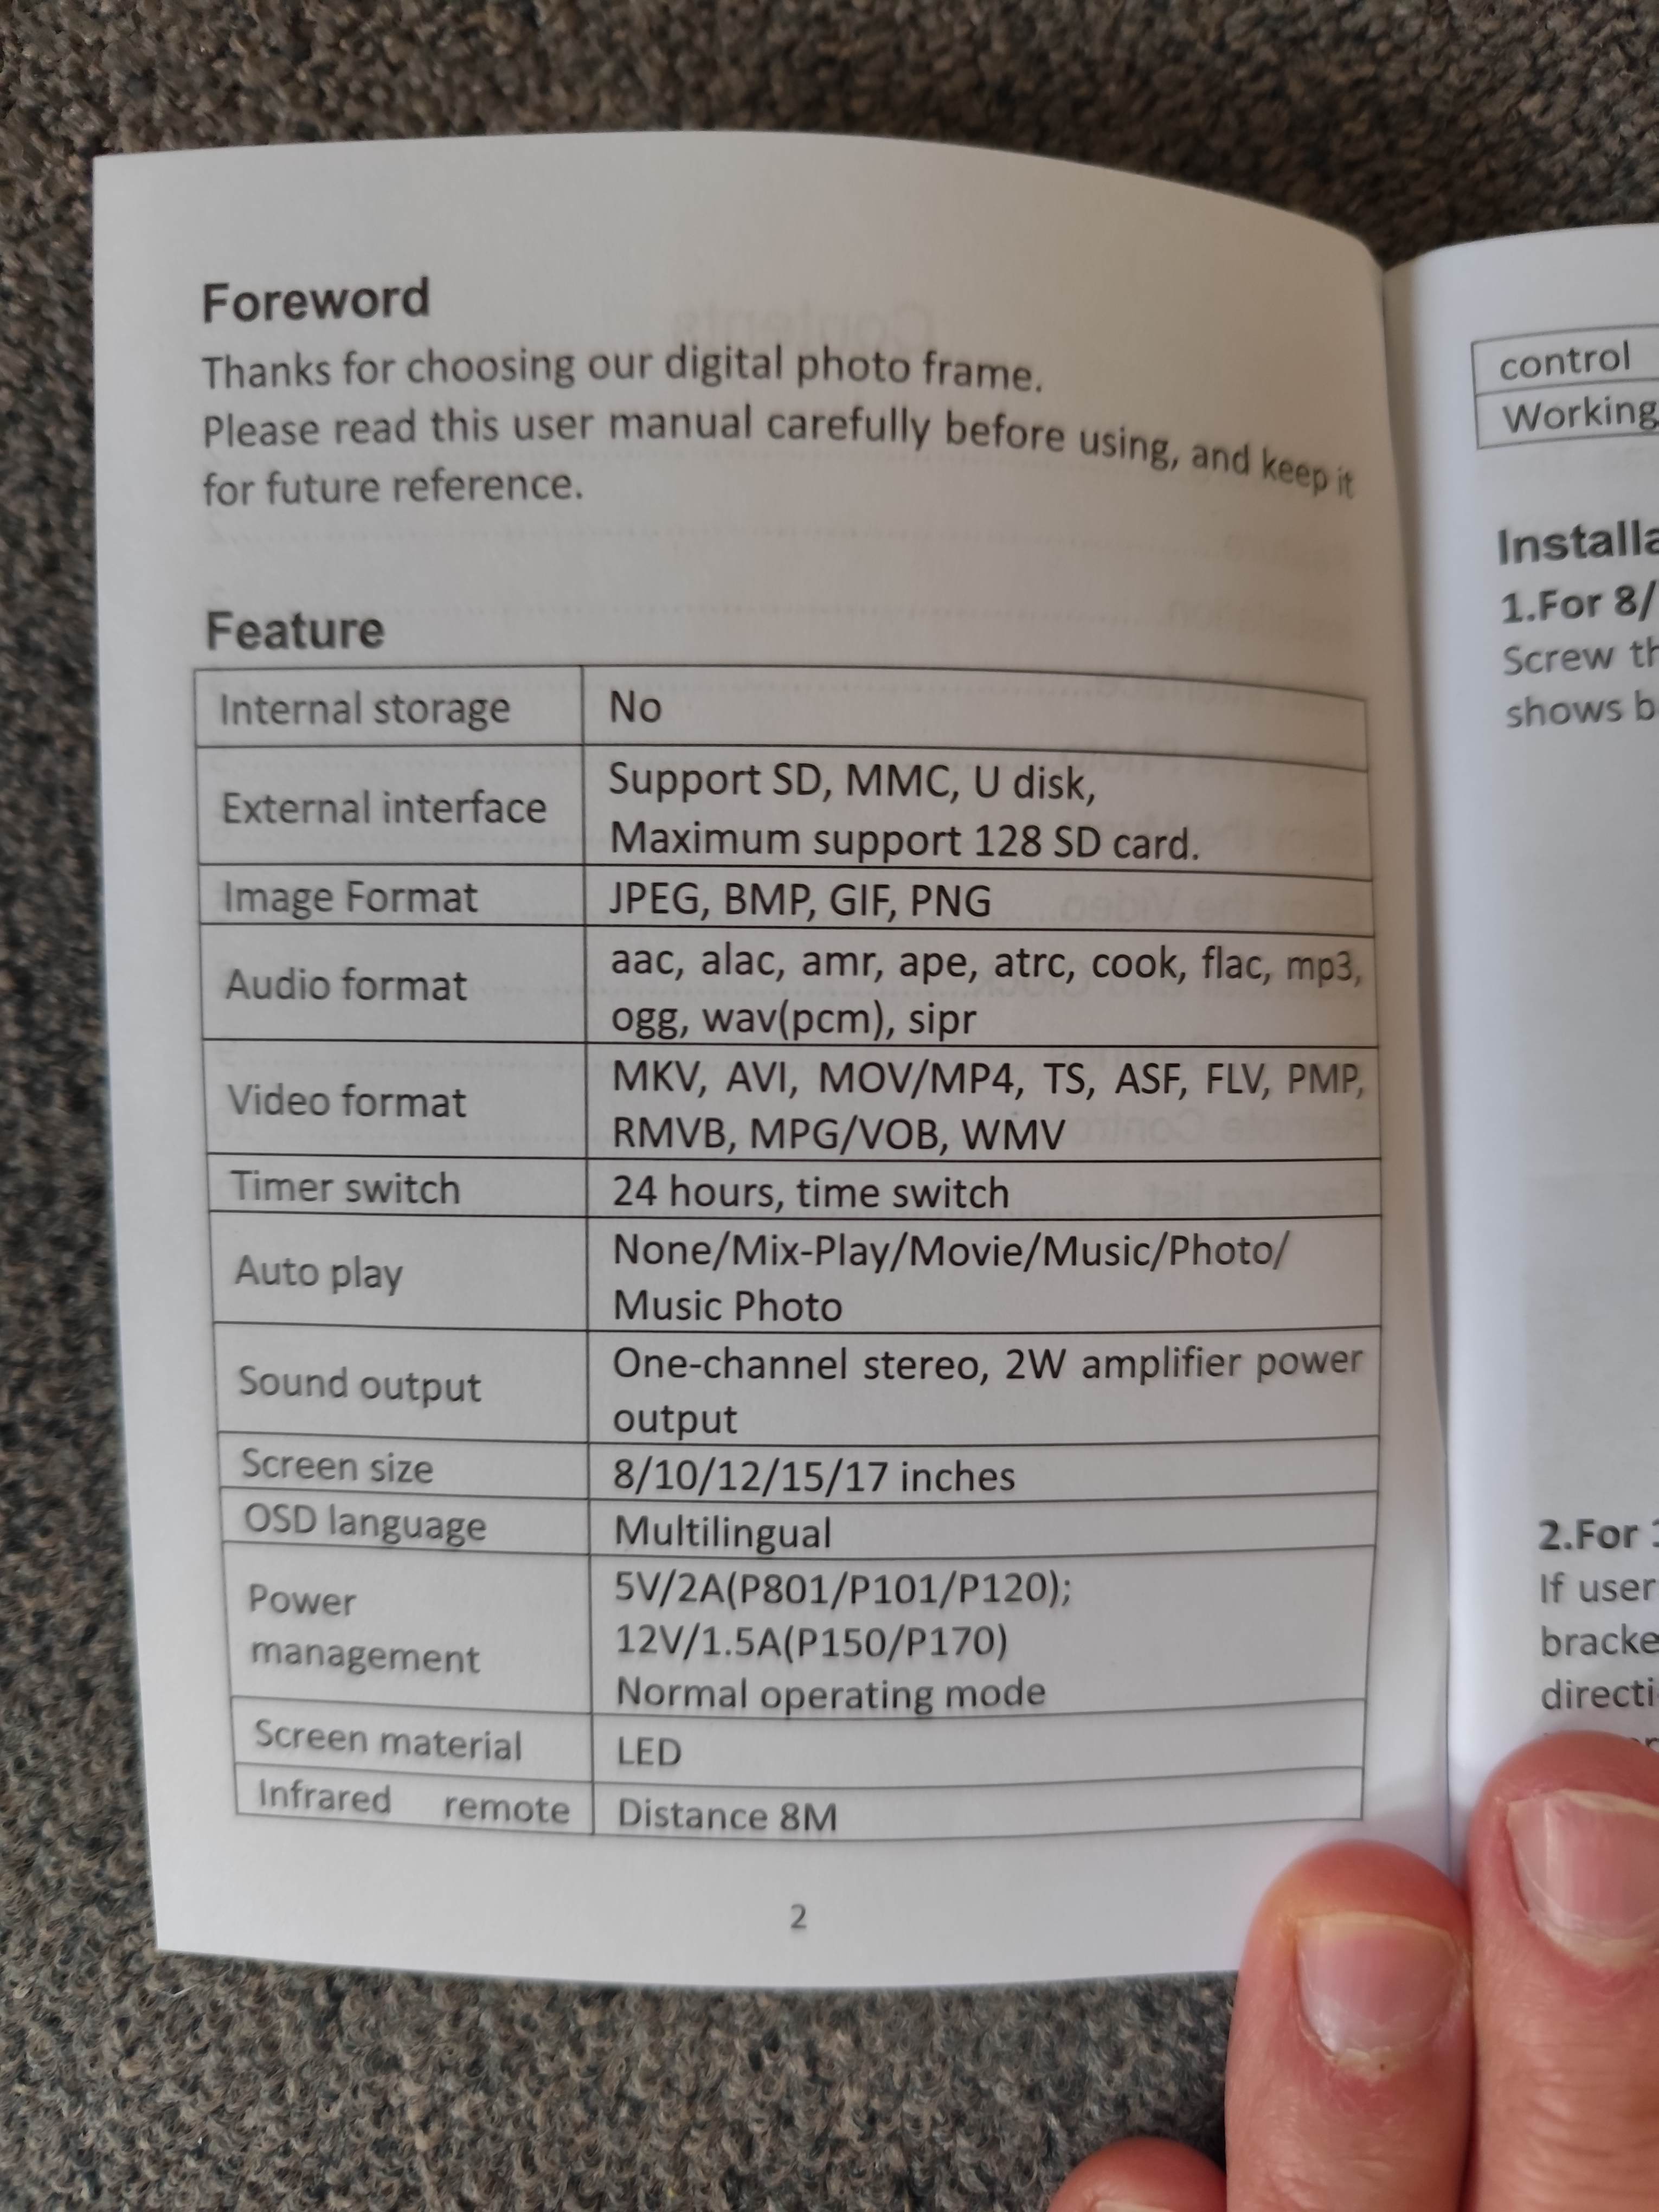 Foreword
Thanks for choosing our digital photo frame.
Please read this user manual carefully before using, and keep it
for future reference.
Feature
Internal storage No
External interface Support SD, MMC, U disk,
Maximum support 128 SD card.
Image Format JPEG, BMP, GIF, PNG
Audio format aac, alac, amr, ape, atrc, cook, flac, mp3,
ogg, wav(pcm), sipr
Video format MKV, AVI, MOV/MP4, TS, ASF, FLV, PMP,
RMVB, MPG/VOB, WMV
Timer switch 24 hours, time switch
Auto play None/Mix-Play/Movie/Music/Photo/
Music Photo
Sound output One-channel stereo, 2W amplifier power
output
Screen size 8/10/12/15/17 inches
OSD language Multilingual
Power
management
5V/2A(P801/P101/P120);
12V/1.5A(P150/P170)
Normal operating mode
Screen material LED
Infrared remote Distance 8M
2
control
Working
Installa
1.For 8/
Screw th
shows b
2.For
If user
bracke
directi